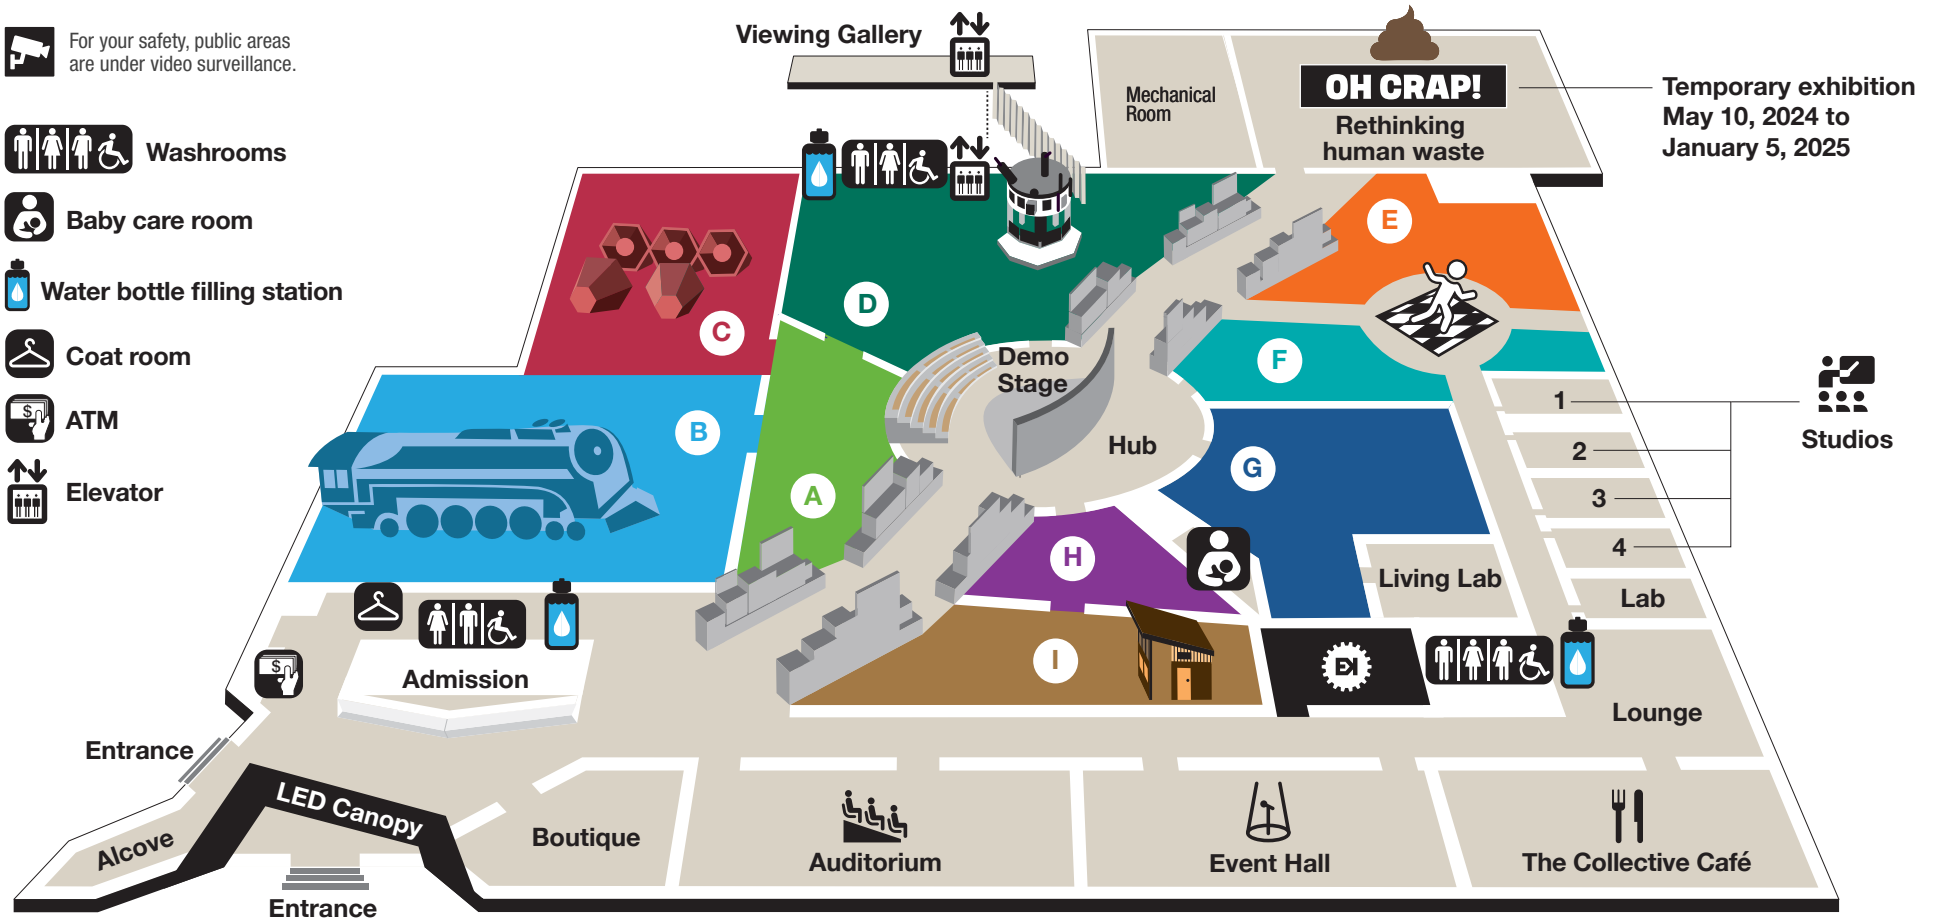 For your safety, public areas
are under video surveillance.
Washrooms
Baby care room
Water bottle filling station
Coat room
$
ATM
Elevator
Viewing Gallery
Mechanical
Room
OH CRAP!
Rethinking
human waste
Temporary exhibition
May 10, 2024 to
January 5, 2025
C
D
E
B
A
Demo
Stage
Hub
F
G
H
I
1
2
3
4
Studios
Living Lab
Lab
EK
Lounge
$
Admission
Entrance
LED Canopy
Alcove
Entrance
Boutique
Auditorium
Event Hall
The Collective Café